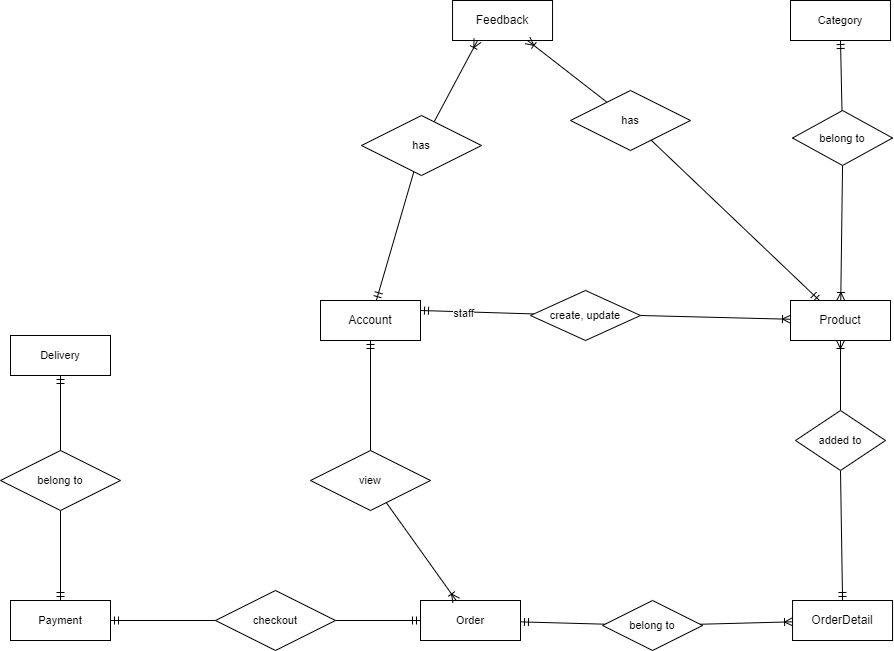 Feedback
Category
has
has
belong to
Account
staff
create, update
Product
Delivery
belong to
view
added to
Payment
checkout
Order
belong to
OrderDetail